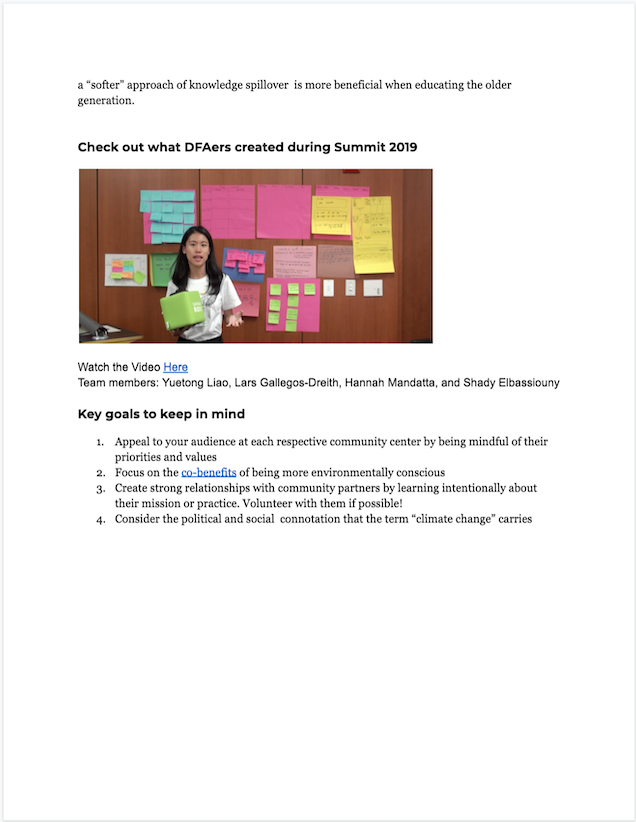 a “softer” approach of knowledge spillover  is more beneficial when educating the older
generation.
Check out what DFAers created during Summit 2019
Watch the Video Here
Team members: Yuetong Liao, Lars Gallegos-Dreith, Hannah Mandatta, and Shady Elbassiouny
Key goals to keep in mind
1. Appeal to your audience at each respective community center by being mindful of their
priorities and values
2. Focus on the co-benefits of being more environmentally conscious
3. Create strong relationships with community partners by learning intentionally about
their mission or practice. Volunteer with them if possible!
4. Consider the political and social  connotation that the term “climate change” carries